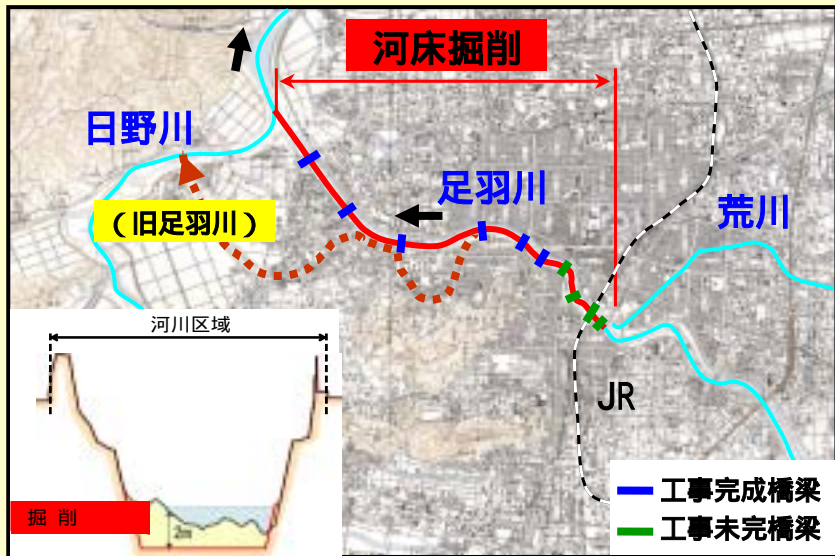 河床掘削
日野川
足羽川
荒川
（旧足羽川）
河川区域
JR
掘 削
2m
工事完成橋梁
工事未完橋梁